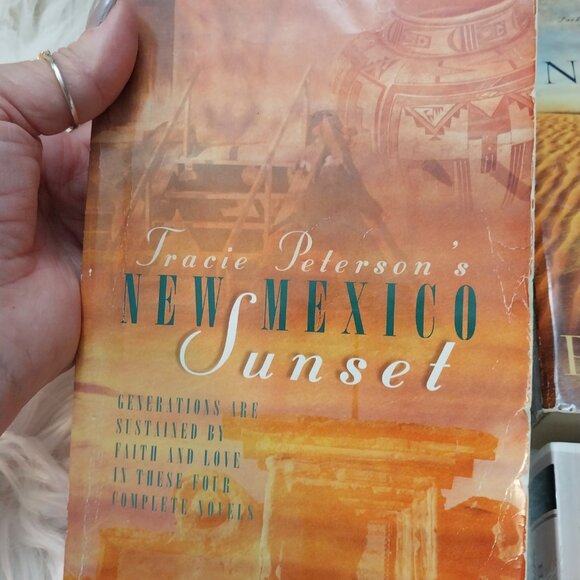 Tracie Peterson's
NEW MEXICO
Sunset
GENERATIONS ARE
SUSTAINED BY
FAITH AND LOVE
IN THESE FOUR
COMPLETE NOVELS
N